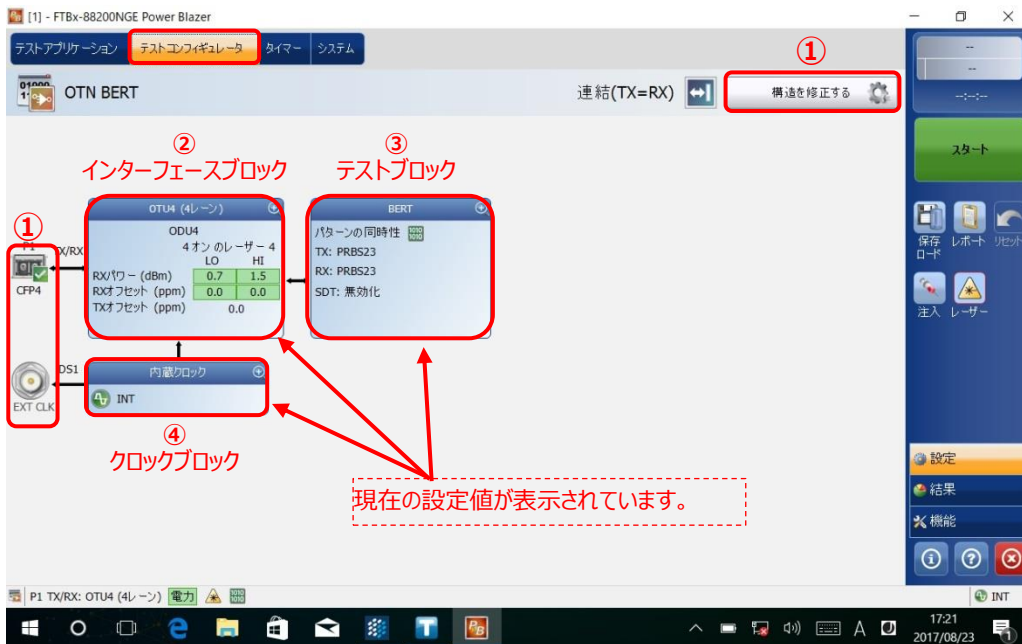 [1] - FTBx-88200NGE Power Blazer
テストアプリケーション テストコンフィギュレータ タイマー システム
OTN BERT
連結(TX=RX)
構造を修正する
①
--
--
--:--:--
スタート
②
インターフェースブロック
③
テストブロック
①
P1
TX/RX
CFP4
OTU4 (4レーン)
ODU4
4オン のレーザー 4
LO HI
RXパワー (dBm) 0.7 1.5
RXオフセット (ppm) 0.0 0.0
TXオフセット (ppm) 0.0
BERT
パターンの同時性
TX: PRBS23
RX: PRBS23
SDT: 無効化
DS1
EXT CLK
内蔵クロック
INT
④
クロックブロック
現在の設定値が表示されています。
保存
ロード
レポート
リセット
注入
レーザー
設定
結果
機能
P1 TX/RX: OTU4 (4レーン) 電力
INT
A
17:21
2017/08/23